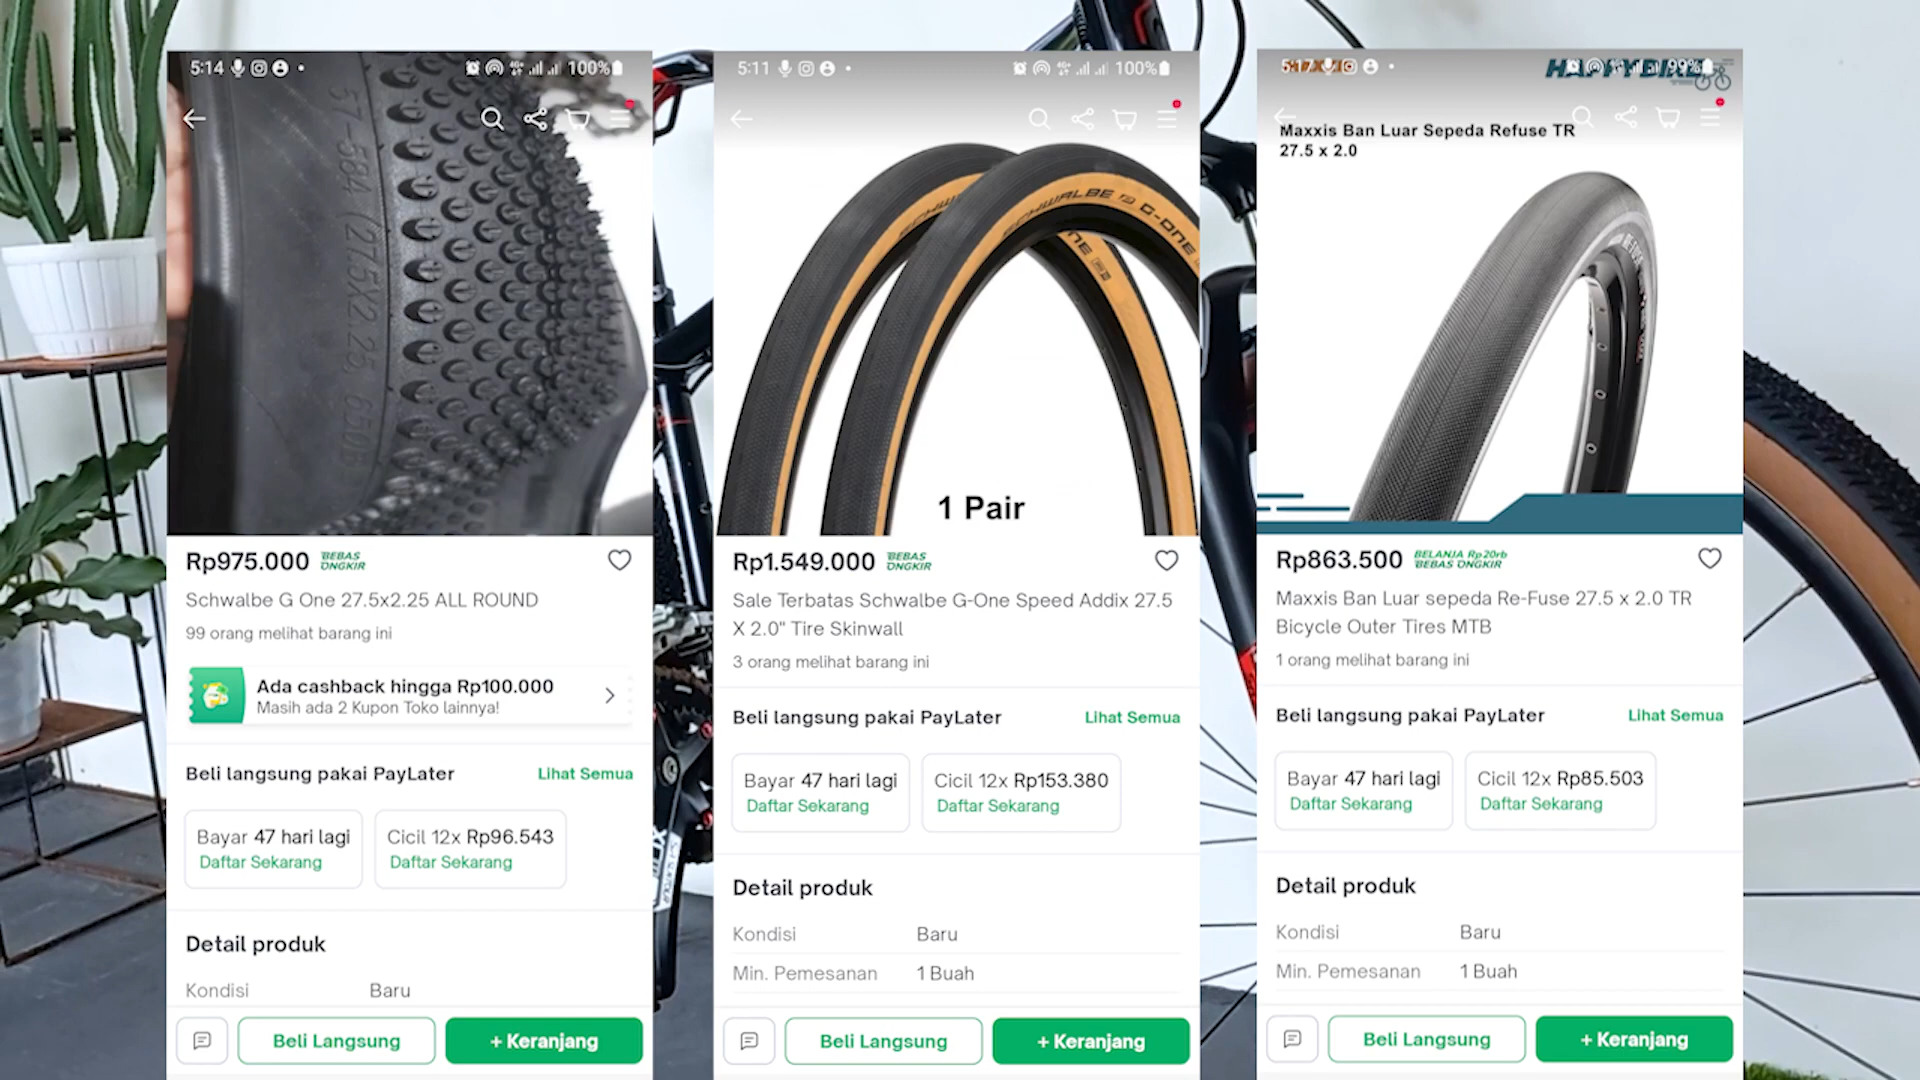 5:14
100%
57-584 (27.5X2.25 650B
Rp975.000 BEBAS ONGKIR
Schwalbe G One 27.5x2.25 ALL ROUND
99 orang melihat barang ini
Ada cashback hingga Rp100.000
Masih ada 2 Kupon Toko lainnya!
Beli langsung pakai PayLater Lihat Semua
Bayar 47 hari lagi
Daftar Sekarang
Cicil 12x Rp96.543
Daftar Sekarang
Detail produk
Kondisi Baru
Beli Langsung
+ Keranjang
5:11
100%
SCHWALBE G-ONE
1 Pair
Rp1.549.000 BEBAS ONGKIR
Sale Terbatas Schwalbe G-One Speed Addix 27.5
X 2.0" Tire Skinwall
3 orang melihat barang ini
Beli langsung pakai PayLater Lihat Semua
Bayar 47 hari lagi
Daftar Sekarang
Cicil 12x Rp153.380
Daftar Sekarang
Detail produk
Kondisi Baru
Min. Pemesanan 1 Buah
Beli Langsung
+ Keranjang
5:17
99%
HAPPYBIKE
Maxxis Ban Luar Sepeda Refuse TR
27.5 x 2.0
Rp863.500 BELANJA Rp20rb BEBAS ONGKIR
Maxxis Ban Luar sepeda Re-Fuse 27.5 x 2.0 TR
Bicycle Outer Tires MTB
1 orang melihat barang ini
Beli langsung pakai PayLater Lihat Semua
Bayar 47 hari lagi
Daftar Sekarang
Cicil 12x Rp85.503
Daftar Sekarang
Detail produk
Kondisi Baru
Min. Pemesanan 1 Buah
Beli Langsung
+ Keranjang